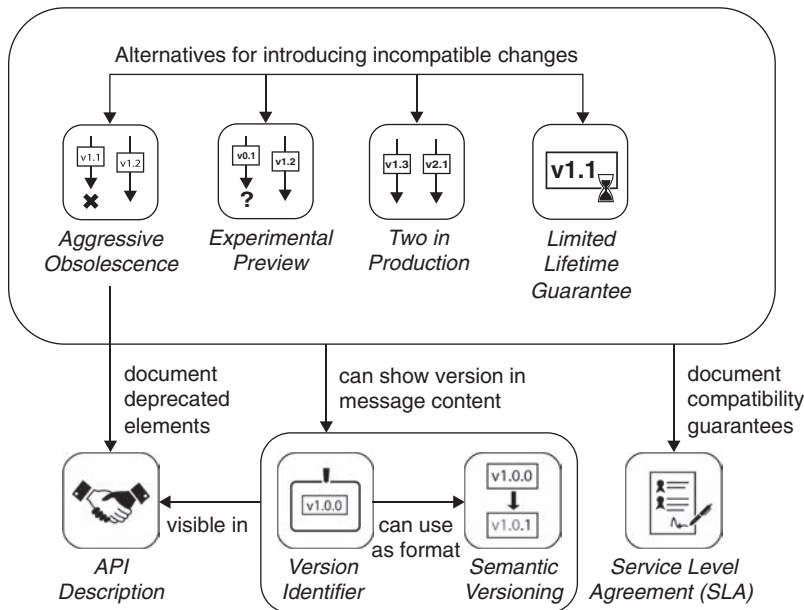 Alternatives for introducing incompatible changes
v1.1
v1.2
v0.1
v1.2
?
v1.3
v2.1
v1.1
Aggressive
Obsolescence
Experimental
Preview
Two in
Production
Limited
Lifetime
Guarantee
document
deprecated
elements
can show version in
message content
document
compatibility
guarantees
v1.0.0
v1.0.0
v1.0.1
visible in
can use
as format
API
Description
Version
Identifier
Semantic
Versioning
Service Level
Agreement (SLA)